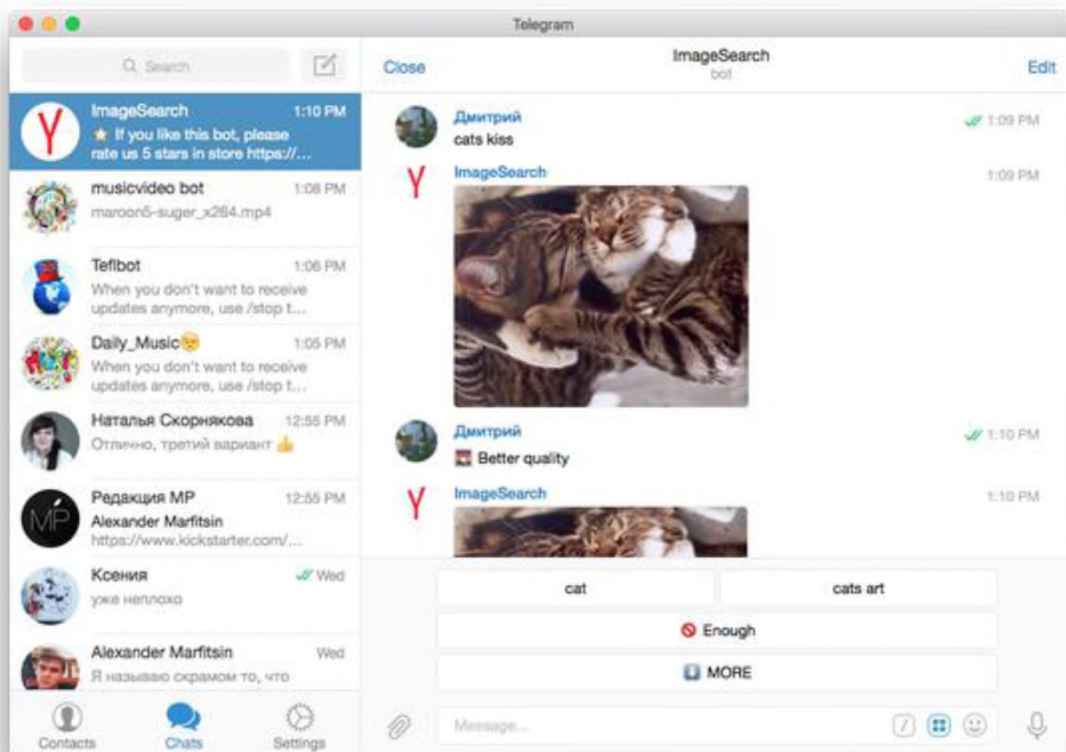 Telegram
Search
ImageSearch 1:10 PM
⭐ If you like this bot, please
rate us 5 stars in store https://...
musicvideo bot 1:08 PM
maroon5-suger_x264.mp4
Teflbot 1:06 PM
When you don't want to receive
updates anymore, use /stop t...
Daily_Music😏 1:05 PM
When you don't want to receive
updates anymore, use /stop t...
Наталья Скорнякова 12:55 PM
Отлично, третий вариант 👍
MP
Редакция МР 12:55 PM
Alexander Marfitsin
https://www.kickstarter.com/...
Ксения Wed
уже неплохо
Alexander Marfitsin Wed
Я называю скрамом то, что
Contacts
Chats
Settings
Close
ImageSearch
bot
Edit
Дмитрий 1:09 PM
cats kiss
ImageSearch 1:09 PM
Дмитрий 1:10 PM
Better quality
ImageSearch 1:10 PM
cat
cats art
🚫 Enough
⬇️ MORE
Message...